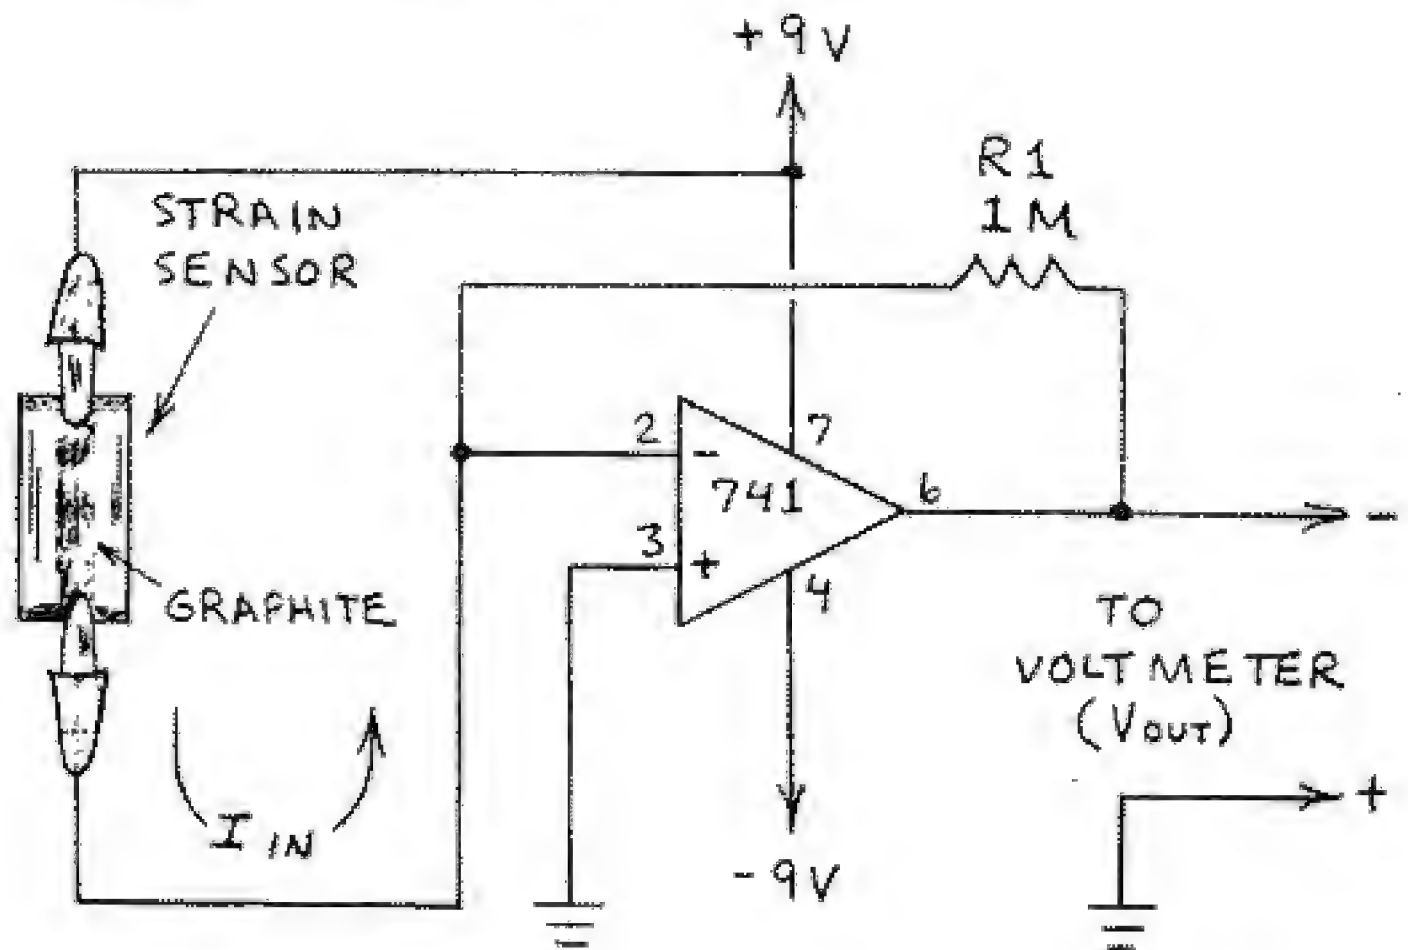 +9V
R1
1M
STRAIN
SENSOR
2
7
-
741
6
3
+
4
-
GRAPHITE
TO
VOLTMETER
(VOUT)
IIN
+
-9V